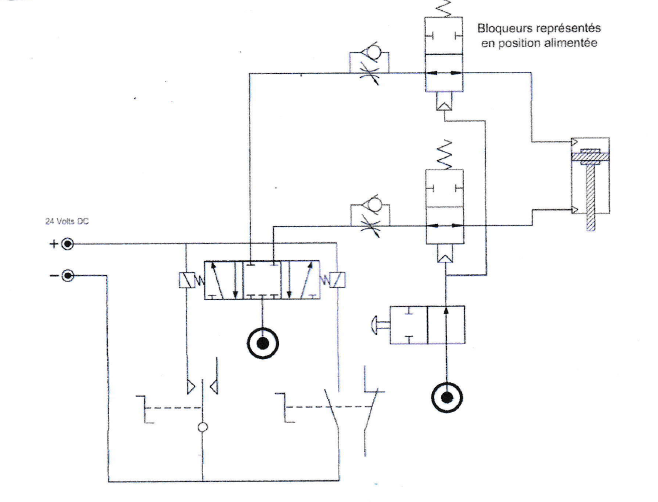 Bloqueurs représentés
en position alimentée
24 Volts DC
+
−